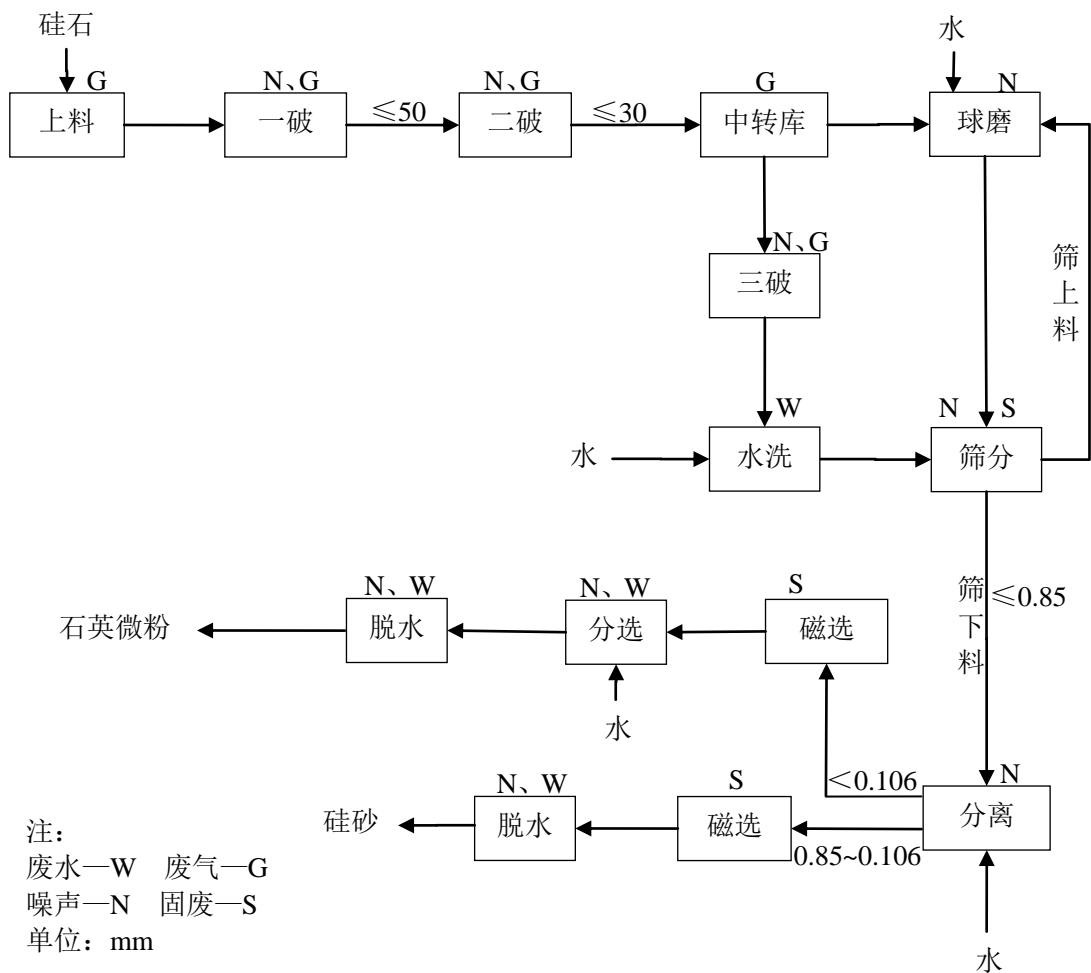 硅石
水
G
N、G
N、G
G
N
上料
一破
≤50
二破
≤30
中转库
球磨
N、G
三破
筛上料
W
N
S
水
水洗
筛分
筛下料
≤0.85
N、W
N、W
S
石英微粉
脱水
分选
磁选
水
<0.106
N
N、W
S
硅砂
脱水
磁选
分离
0.85~0.106
水
注：
废水—W 废气—G
噪声—N 固废—S
单位：mm